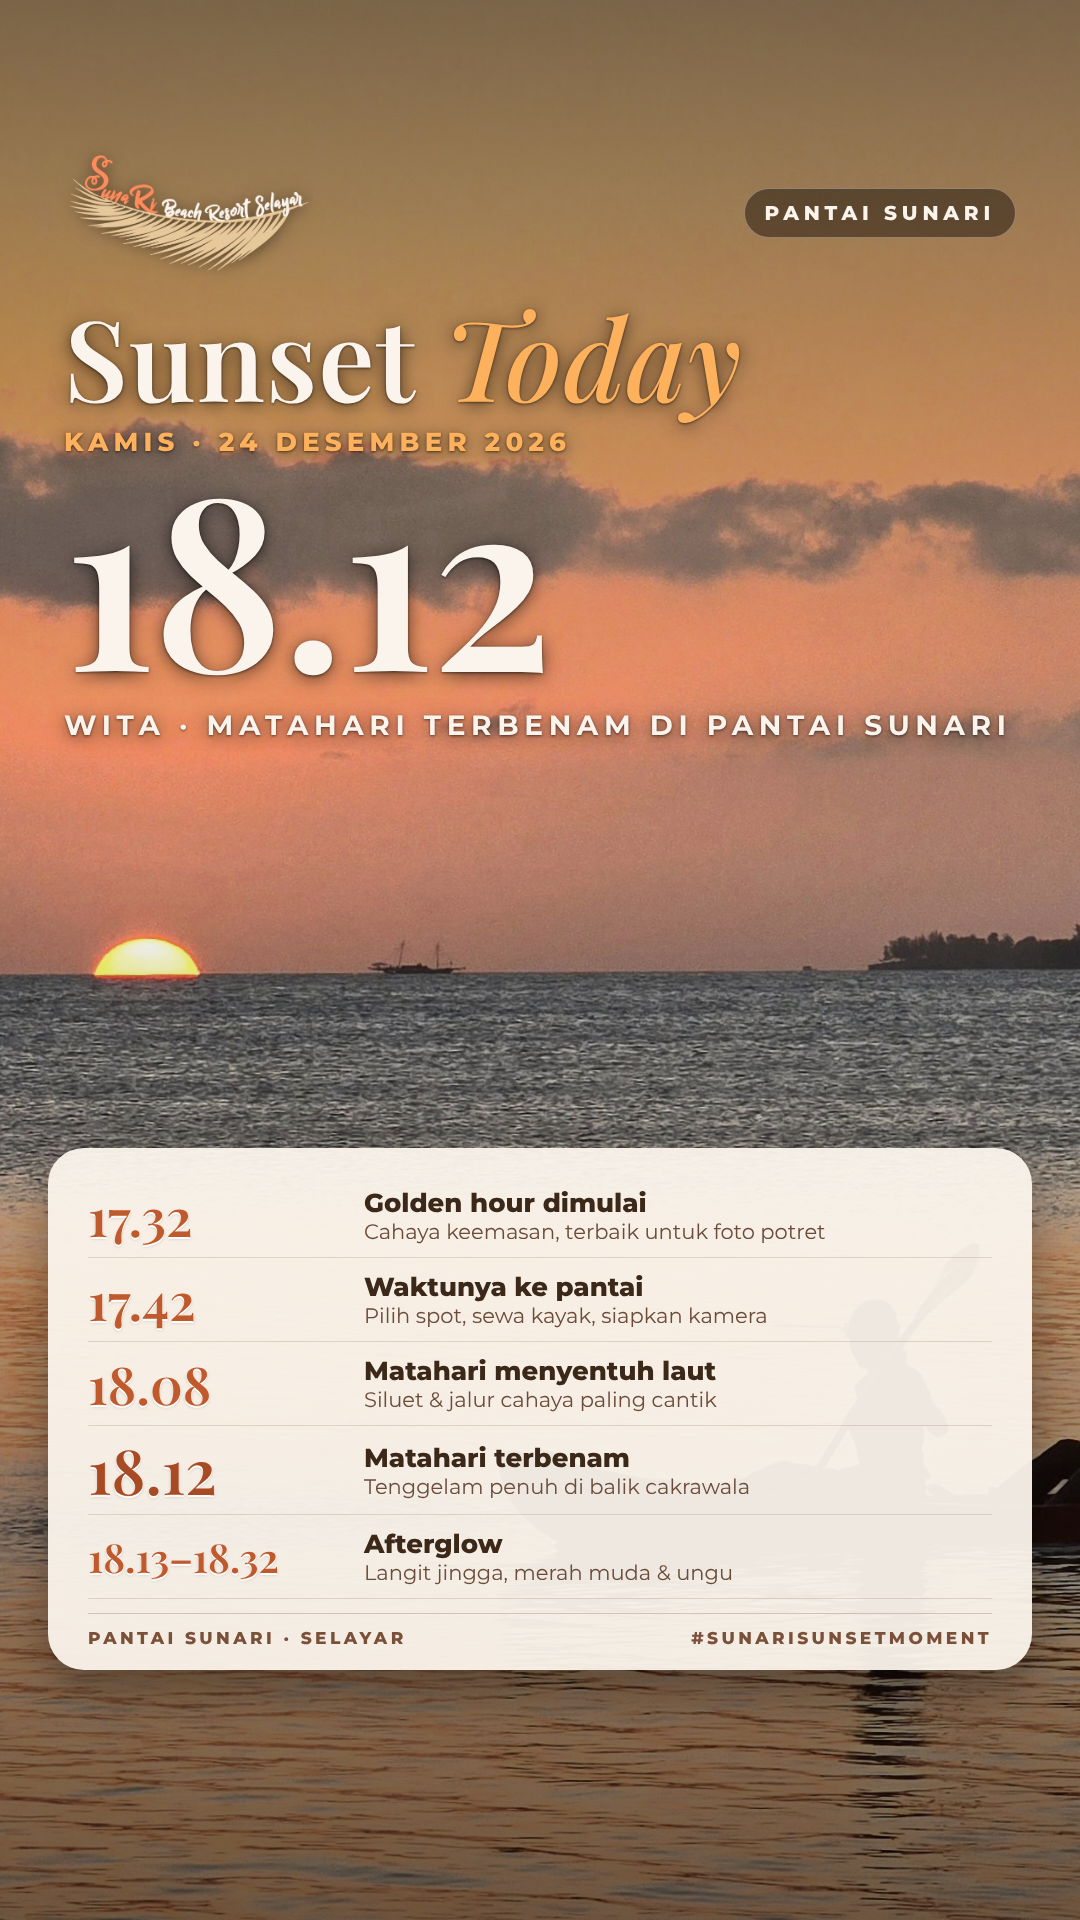 SunaRi Beach Resort Selayar
PANTAI SUNARI
Sunset Today
KAMIS · 24 DESEMBER 2026
18.12
WITA · MATAHARI TERBENAM DI PANTAI SUNARI
17.32
Golden hour dimulai
Cahaya keemasan, terbaik untuk foto potret
17.42
Waktunya ke pantai
Pilih spot, sewa kayak, siapkan kamera
18.08
Matahari menyentuh laut
Siluet & jalur cahaya paling cantik
18.12
Matahari terbenam
Tenggelam penuh di balik cakrawala
18.13–18.32
Afterglow
Langit jingga, merah muda & ungu
PANTAI SUNARI · SELAYAR
#SUNARISUNSETMOMENT